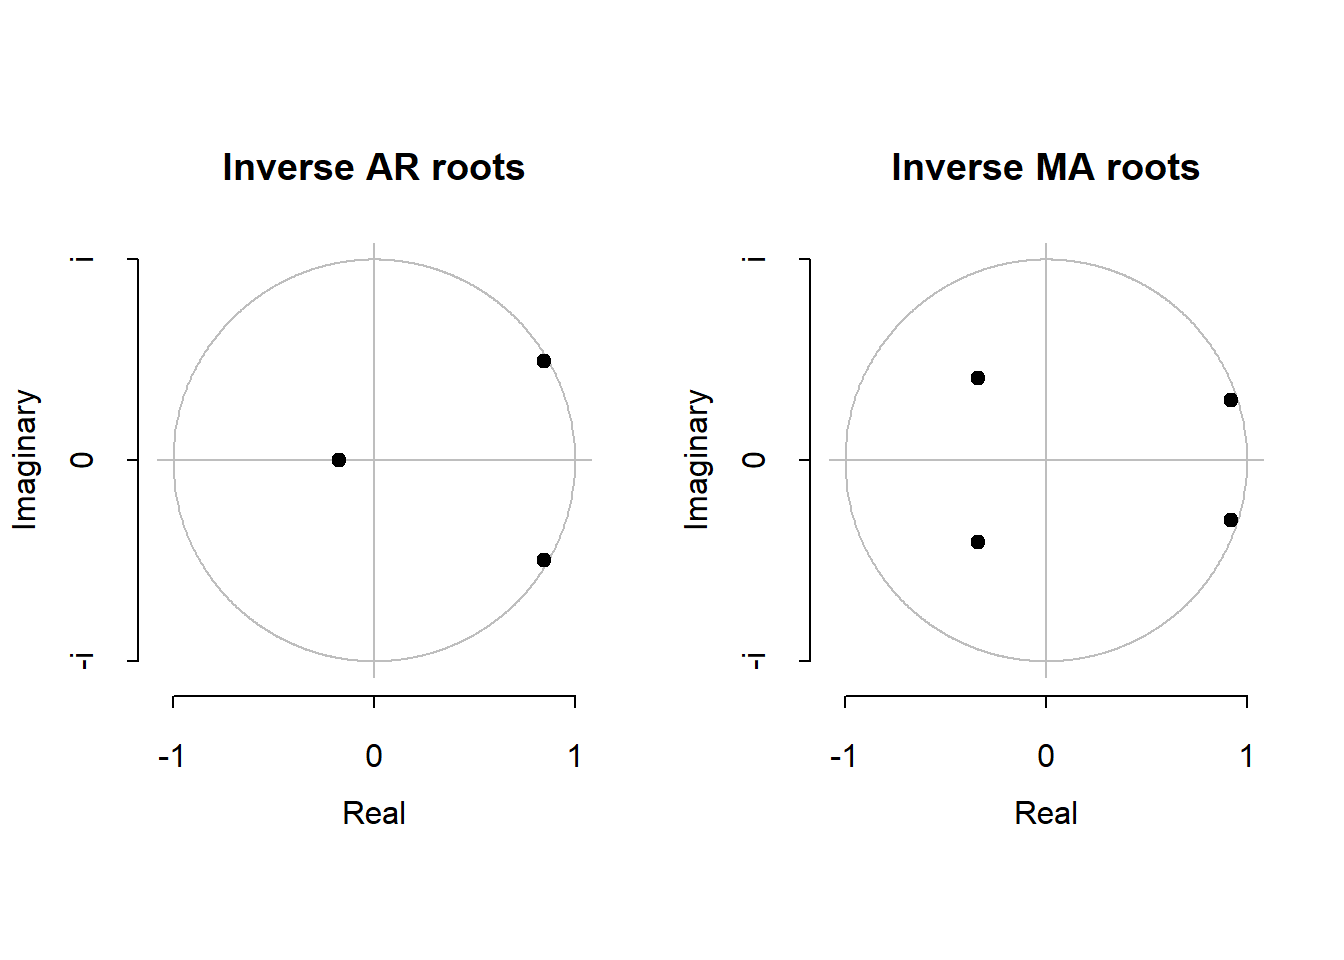 Inverse AR roots
i
0
-i
Imaginary
-1 0 1
Real
Inverse MA roots
i
0
-i
Imaginary
-1 0 1
Real